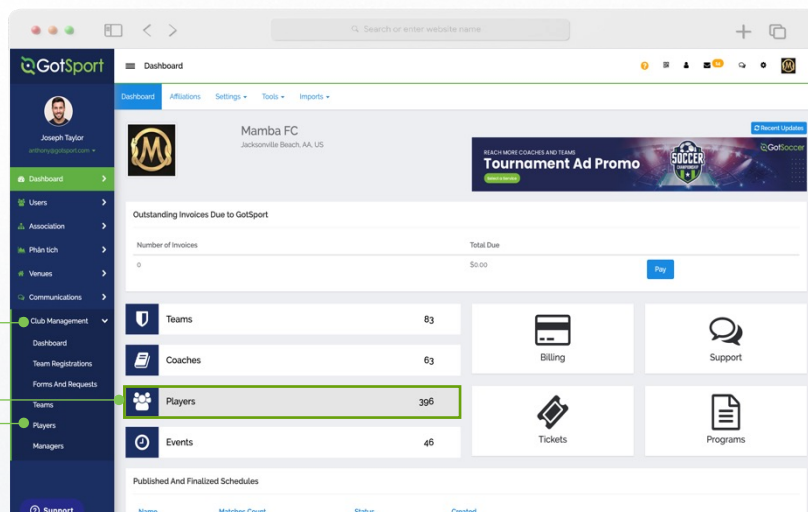 Search or enter website name
GotSport
Dashboard
Joseph Taylor
anthony@gotsport.com
Dashboard
Users
Association
Phân tích
Venues
Communications
Club Management
Dashboard
Team Registrations
Forms And Requests
Teams
Players
Managers
Support
Dashboard Affiliations Settings Tools Imports
Mamba FC
Jacksonville Beach, AA, US
Recent Updates
REACH MORE COACHES AND TEAMS
Tournament Ad Promo
SOCCER
GotSoccer
Outstanding Invoices Due to GotSport
Number of Invoices Total Due
0 $0.00 Pay
Teams 83
Coaches 63
Players 396
Events 46
Billing
Support
Tickets
Programs
Published And Finalized Schedules
Name Matches Count Status Created